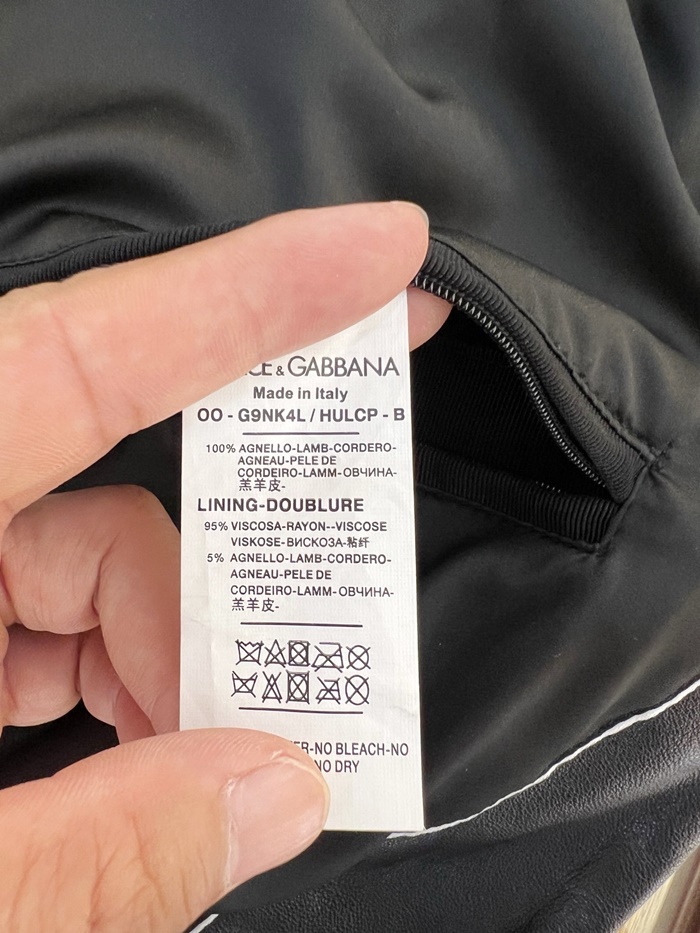 & GABBANA
Made in Italy
OO - G9NK4L / HULCP - B
100% AGNELLO-LAMB-CORDERO-
AGNEAU-PELE DE
CORDEIRO-LAMM-ОВЧИНА-
羔羊皮-
LINING-DOUBLURE
95% VISCOSA-RAYON--VISCOSE
VISKOSE-ВИСКОЗА-粘纤
5% AGNELLO-LAMB-CORDERO-
AGNEAU-PELE DE
CORDEIRO-LAMM-ОВЧИНА-
羔羊皮-
-NO BLEACH-NO
NO DRY